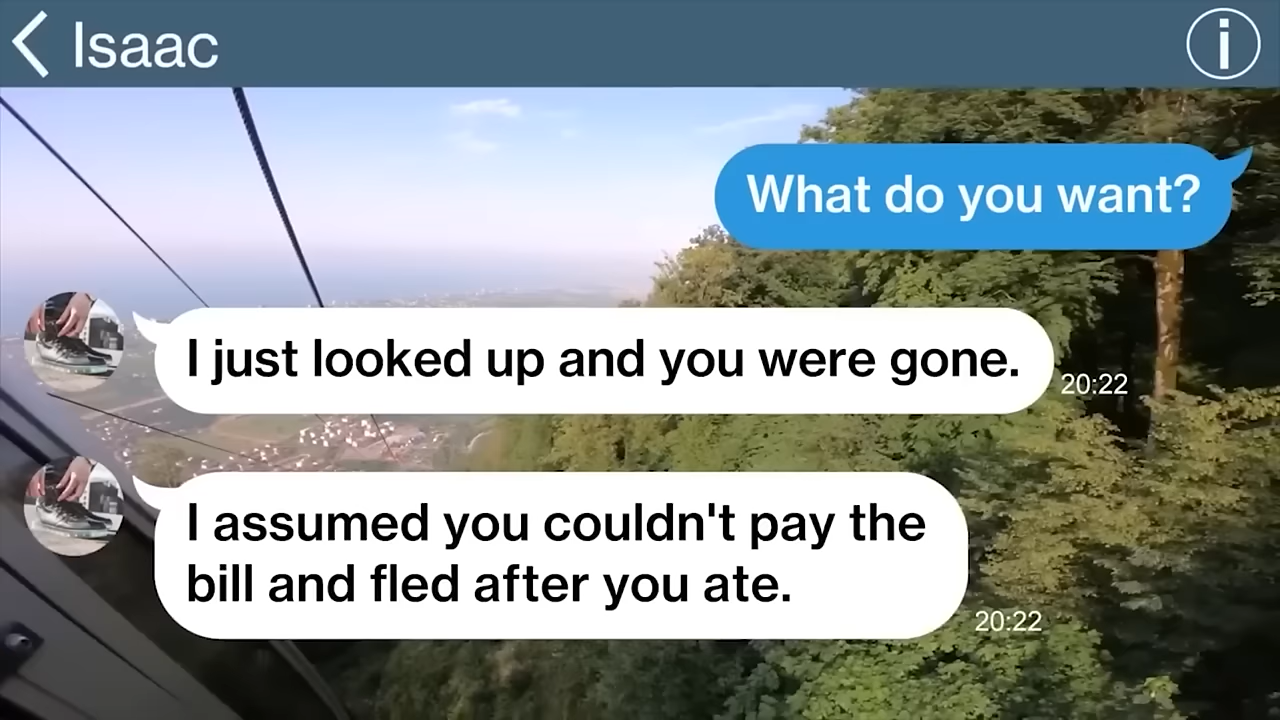 Isaac
What do you want?
I just looked up and you were gone.
20:22
I assumed you couldn't pay the
bill and fled after you ate.
20:22